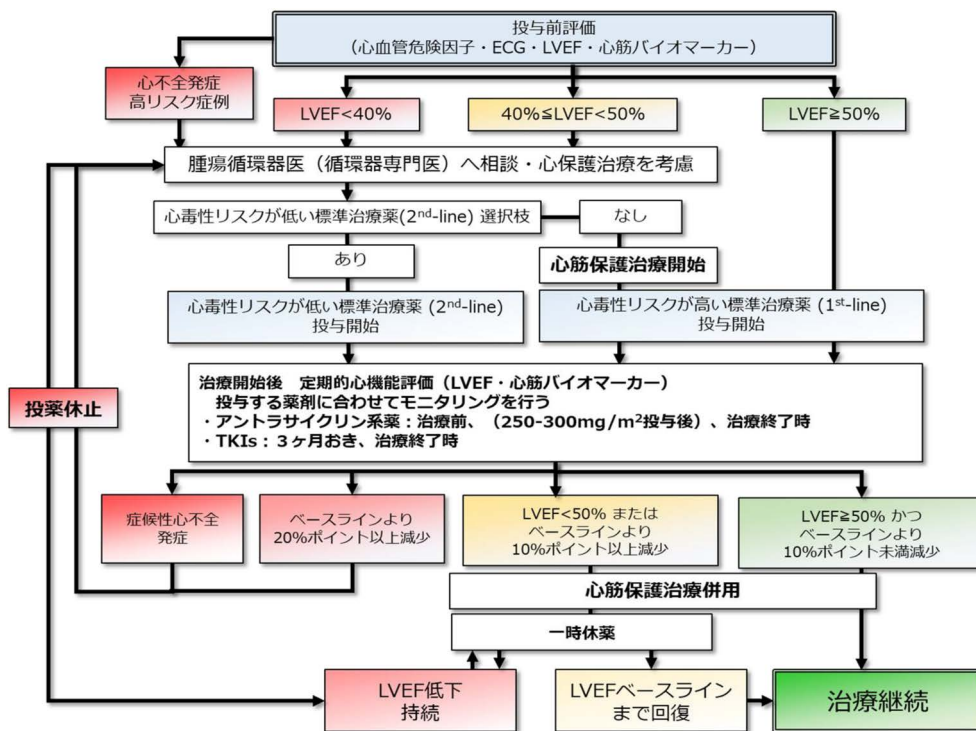 投与前評価
（心血管危険因子・ECG・LVEF・心筋バイオマーカー）
心不全発症
高リスク症例
LVEF<40%
40%≦LVEF<50%
LVEF≧50%
腫瘍循環器医（循環器専門医）へ相談・心保護治療を考慮
心毒性リスクが低い標準治療薬(2nd-line) 選択枝
なし
あり
心筋保護治療開始
心毒性リスクが低い標準治療薬 (2nd-line)
投与開始
心毒性リスクが高い標準治療薬 (1st-line)
投与開始
治療開始後　定期的心機能評価（LVEF・心筋バイオマーカー）
投与する薬剤に合わせてモニタリングを行う
・アントラサイクリン系薬：治療前、（250-300mg/m²投与後）、治療終了時
・TKIs：３ヶ月おき、治療終了時
投薬休止
症候性心不全
発症
ベースラインより
20%ポイント以上減少
LVEF<50% または
ベースラインより
10%ポイント以上減少
LVEF≧50% かつ
ベースラインより
10%ポイント未満減少
心筋保護治療併用
一時休薬
LVEF低下
持続
LVEFベースライン
まで回復
治療継続